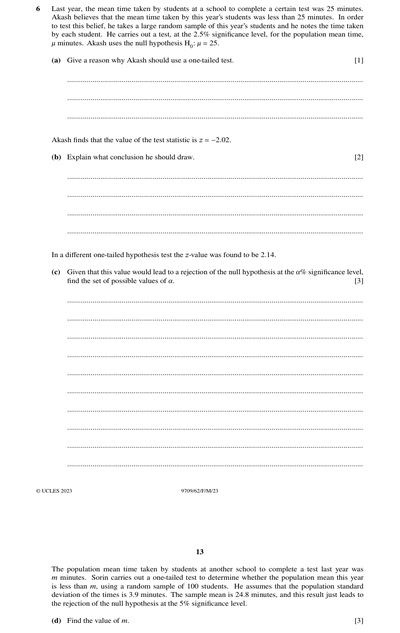 6 Last year, the mean time taken by students at a school to complete a certain test was 25 minutes.
Akash believes that the mean time taken by this year's students was less than 25 minutes. In order
to test this belief, he takes a large random sample of this year's students and he notes the time taken
by each student. He carries out a test, at the 2.5% significance level, for the population mean time,
μ minutes. Akash uses the null hypothesis H₀: μ = 25.
(a) Give a reason why Akash should use a one-tailed test. [1]
Akash finds that the value of the test statistic is z = −2.02.
(b) Explain what conclusion he should draw. [2]
In a different one-tailed hypothesis test the z-value was found to be 2.14.
(c) Given that this value would lead to a rejection of the null hypothesis at the α% significance level,
find the set of possible values of α. [3]
© UCLES 2023 9709/62/F/M/23
13
The population mean time taken by students at another school to complete a test last year was
m minutes. Sorin carries out a one-tailed test to determine whether the population mean this year
is less than m, using a random sample of 100 students. He assumes that the population standard
deviation of the times is 3.9 minutes. The sample mean is 24.8 minutes, and this result just leads to
the rejection of the null hypothesis at the 5% significance level.
(d) Find the value of m. [3]